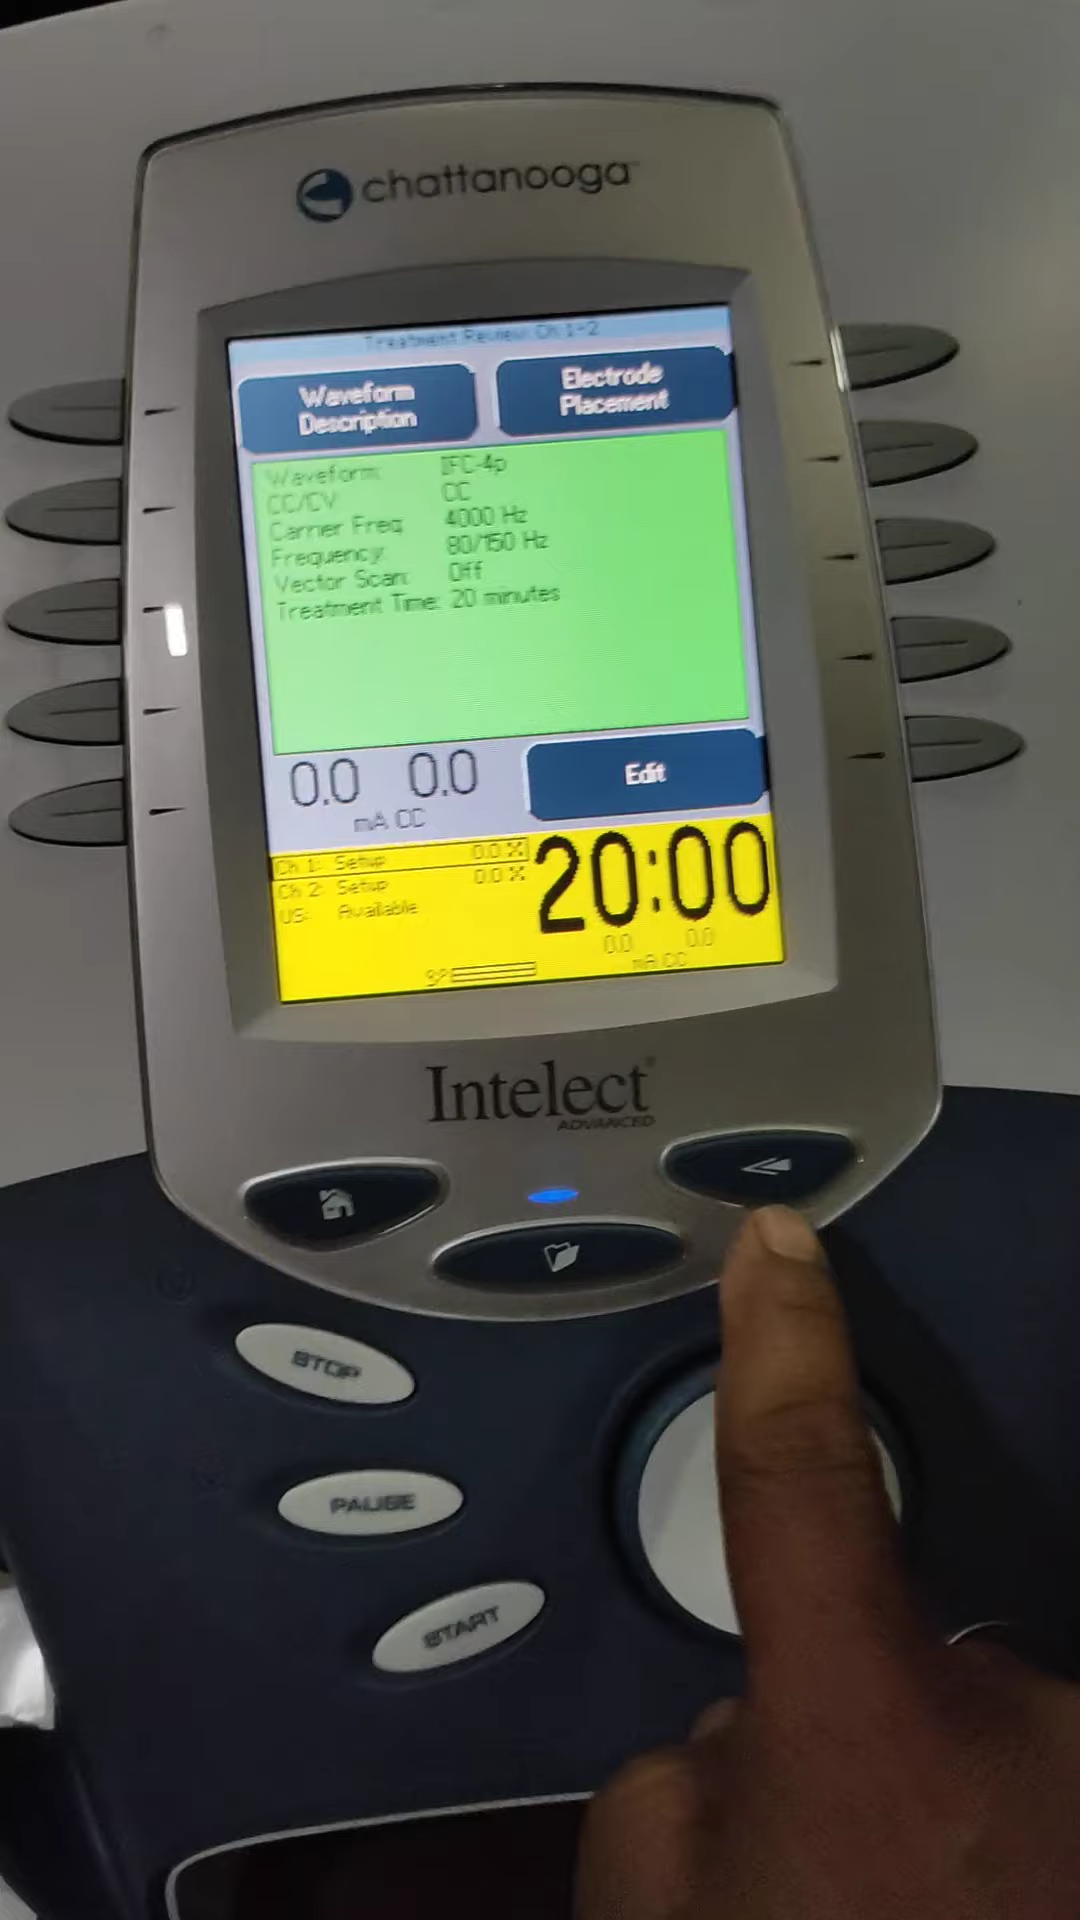 chattanooga
Treatment Review Ch 1-2
Waveform Description
Electrode Placement
Waveform: IFC-4p
CC/CV: CC
Carrier Freq 4000 Hz
Frequency: 80/150 Hz
Vector Scan: Off
Treatment Time: 20 minutes
0.0 0.0
mA CC
Edit
Ch 1: Setup 0.0 %
Ch 2: Setup 0.0 %
US: Available
20:00
0.0 0.0
mA CC
Intelect
ADVANCED
STOP
PAUSE
START